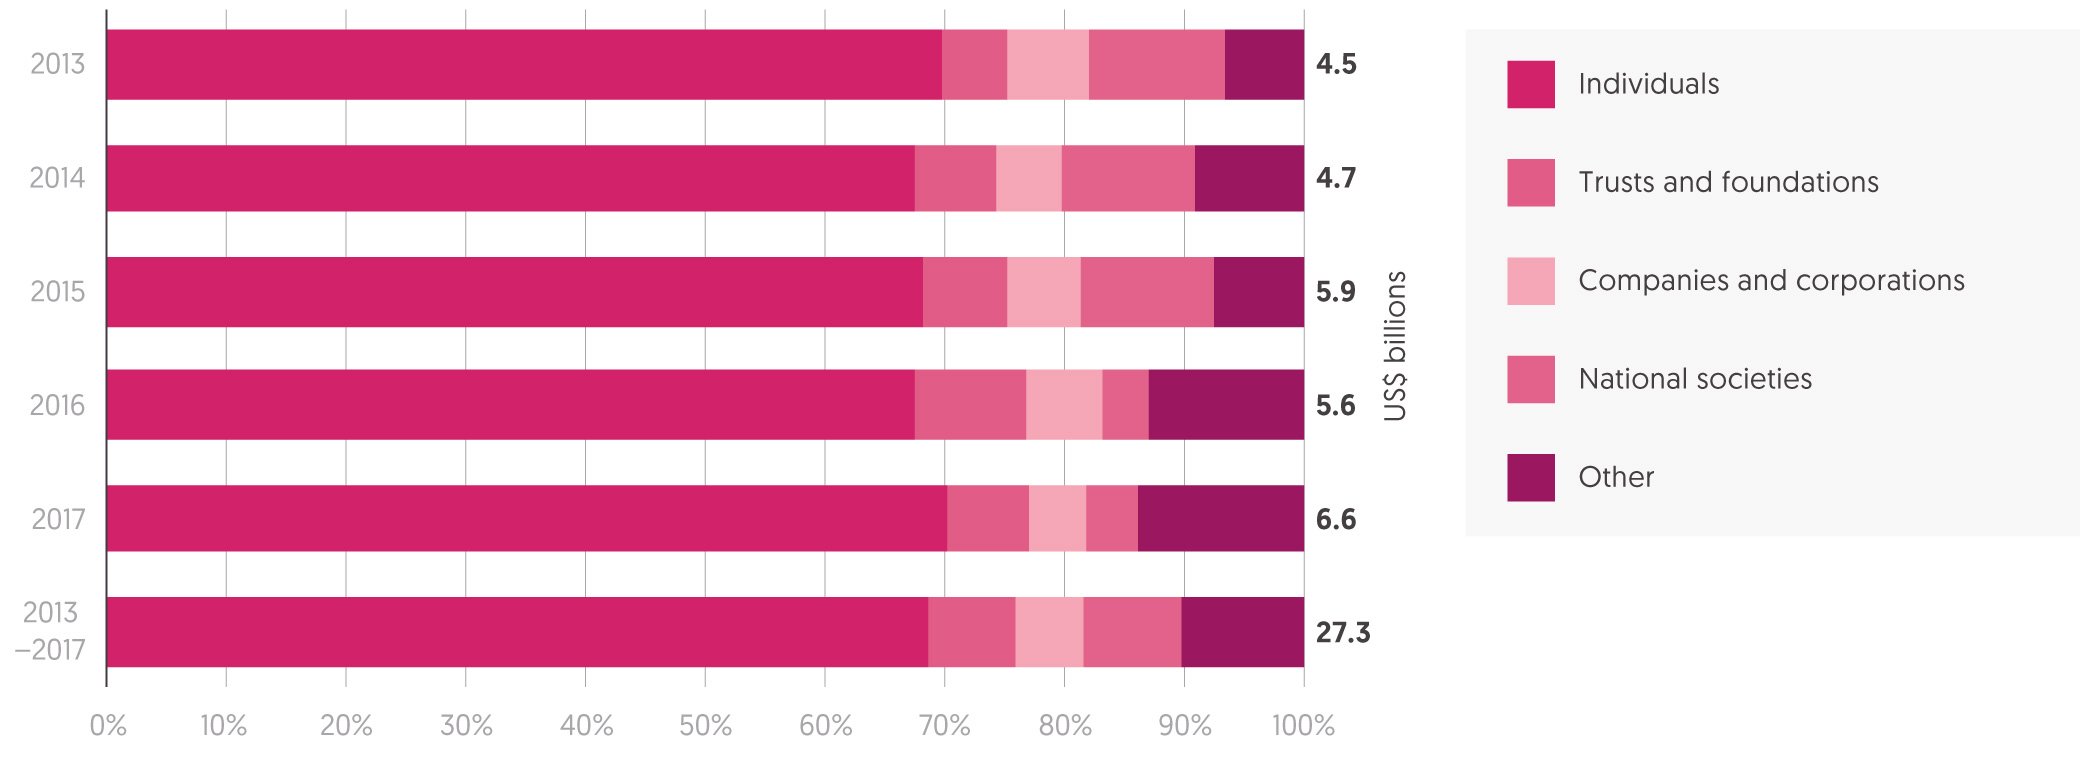 2013
4.5
2014
4.7
2015
5.9
2016
5.6
2017
6.6
2013
–2017
27.3
0% 10% 20% 30% 40% 50% 60% 70% 80% 90% 100%
US$ billions
Individuals
Trusts and foundations
Companies and corporations
National societies
Other